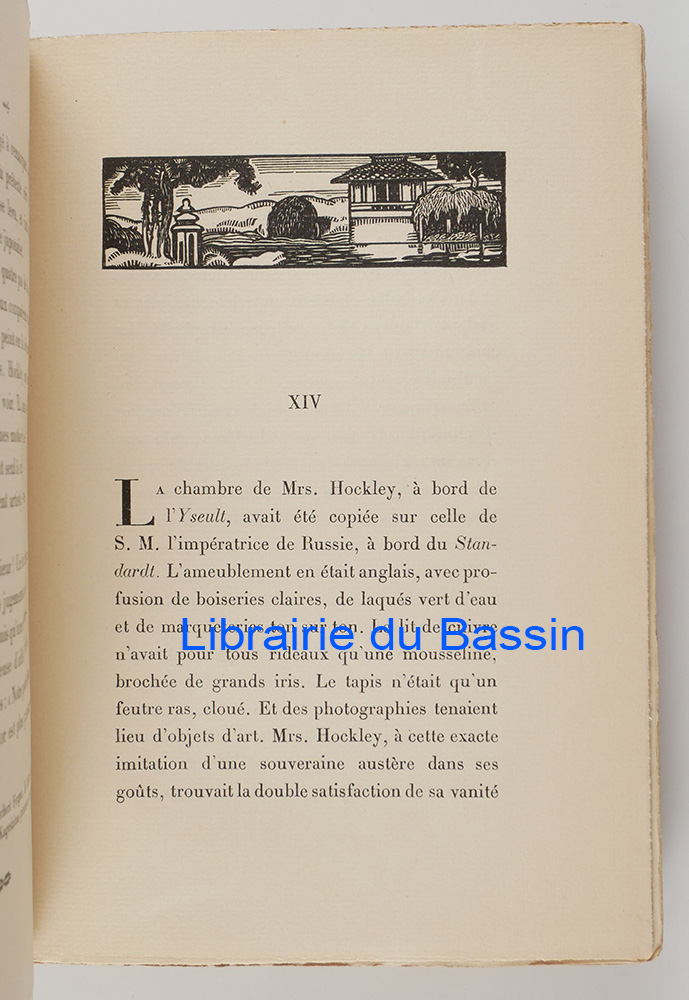 XIV
LA chambre de Mrs. Hockley, à bord de
l'Yseult, avait été copiée sur celle de
S. M. l'impératrice de Russie, à bord du Stan-
dardt. L'ameublement en était anglais, avec pro-
fusion de boiseries claires, de laqués vert d'eau
et de marqueteries ton sur ton. Le lit de cuivre
Librairie du Bassin
n'avait pour tous rideaux qu'une mousseline,
brochée de grands iris. Le tapis n'était qu'un
feutre ras, cloué. Et des photographies tenaient
lieu d'objets d'art. Mrs. Hockley, à cette exacte
imitation d'une souveraine austère dans ses
goûts, trouvait la double satisfaction de sa vanité